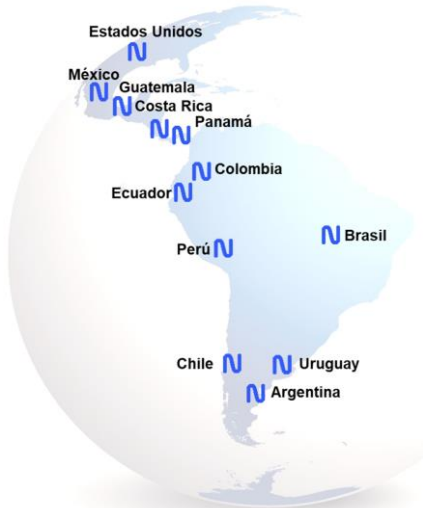 Estados Unidos
México
Guatemala
Costa Rica
Panamá
Colombia
Ecuador
Brasil
Perú
Chile
Uruguay
Argentina